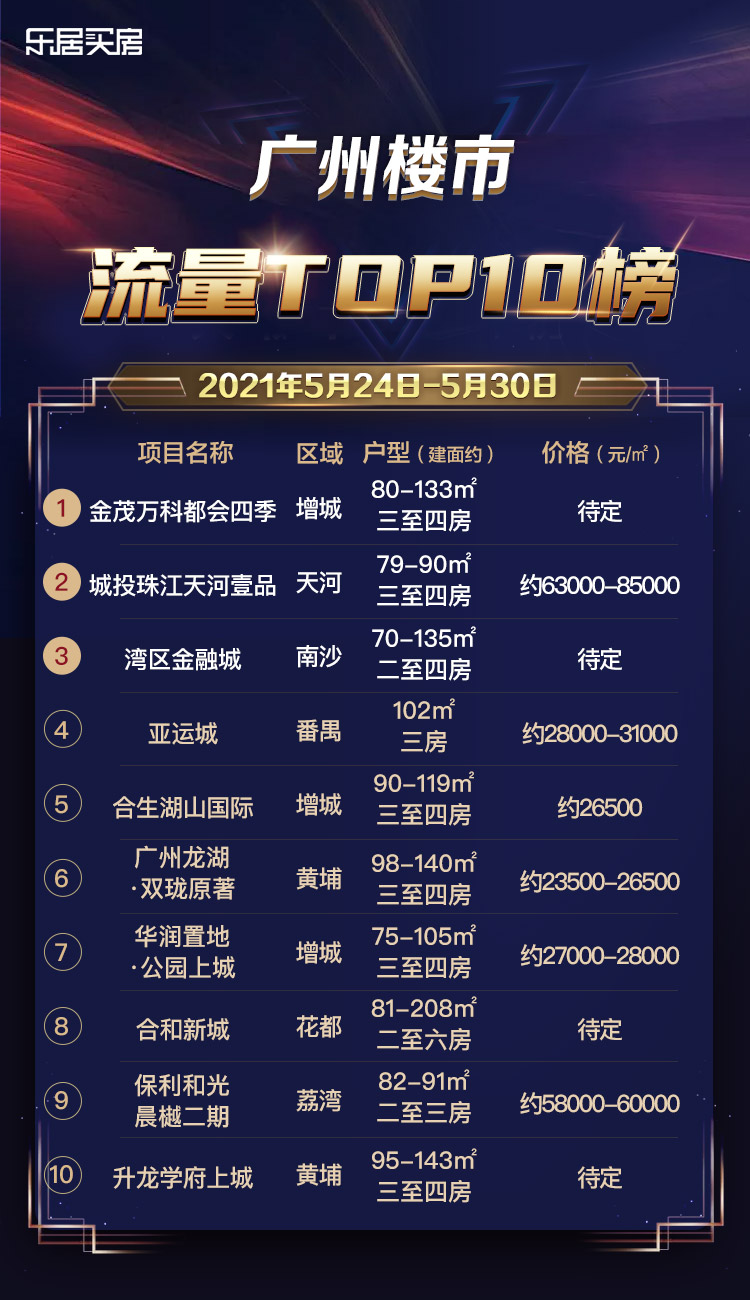 乐居买房
广州楼市
流量TOP10榜
2021年5月24日-5月30日
项目名称 区域 户型（建面约） 价格（元/㎡）
1 金茂万科都会四季 增城 80-133㎡ 三至四房 待定
2 城投珠江天河壹品 天河 79-90㎡ 三至四房 约63000-85000
3 湾区金融城 南沙 70-135㎡ 二至四房 待定
4 亚运城 番禺 102㎡ 三房 约28000-31000
5 合生湖山国际 增城 90-119㎡ 三至四房 约26500
6 广州龙湖·双珑原著 黄埔 98-140㎡ 三至四房 约23500-26500
7 华润置地·公园上城 增城 75-105㎡ 三至四房 约27000-28000
8 合和新城 花都 81-208㎡ 二至六房 待定
9 保利和光晨樾二期 荔湾 82-91㎡ 二至三房 约58000-60000
10 升龙学府上城 黄埔 95-143㎡ 三至四房 待定